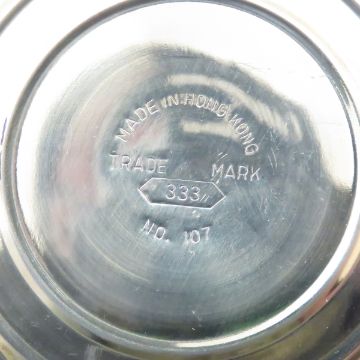 MADE IN HONG KONG
TRADE MARK
333
NO. 107